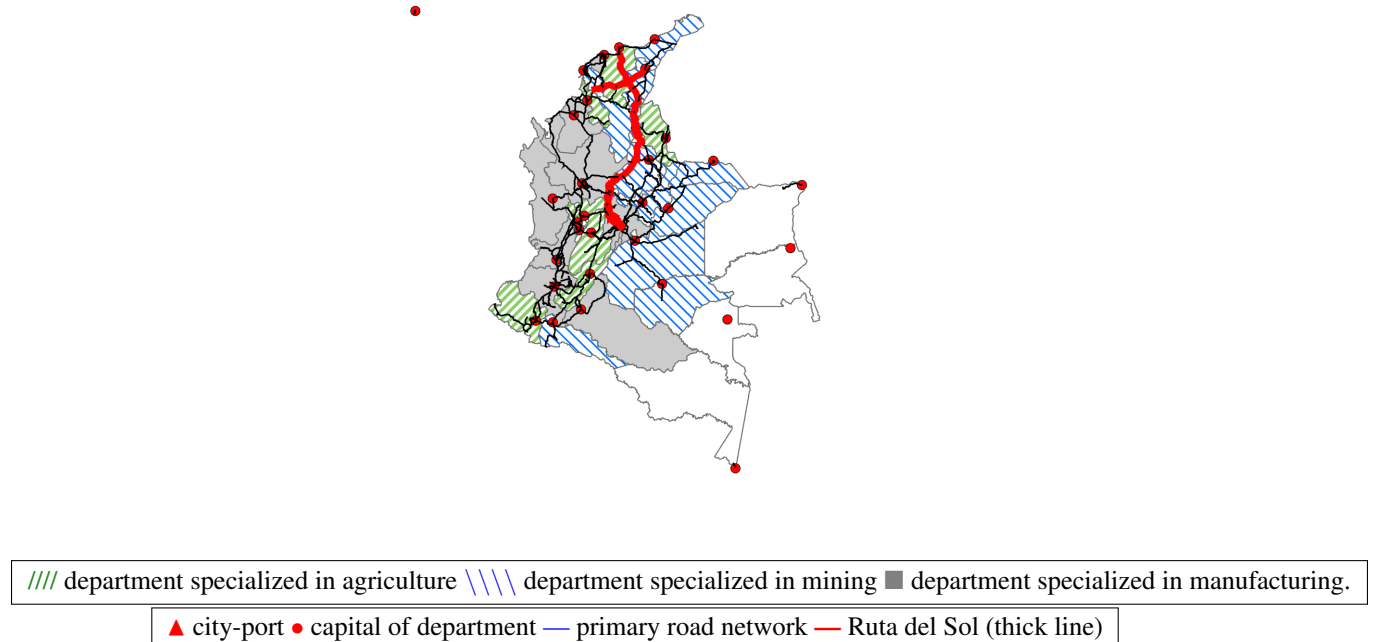 //// department specialized in agriculture \\\\ department specialized in mining ■ department specialized in manufacturing.
▲ city-port ● capital of department — primary road network — Ruta del Sol (thick line)